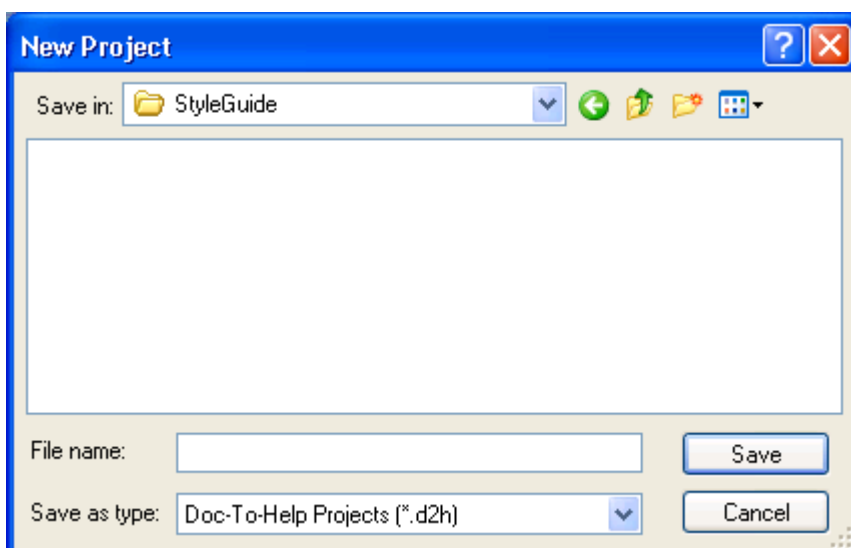 New Project
Save in: StyleGuide
File name:
Save
Save as type: Doc-To-Help Projects (*.d2h)
Cancel